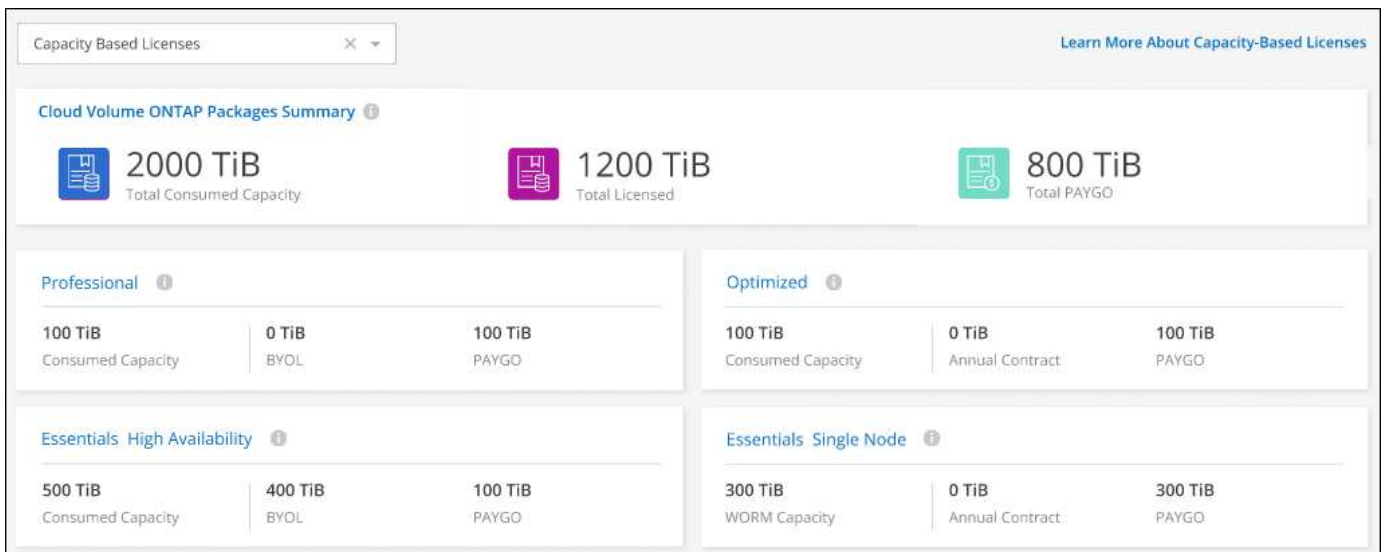 Capacity Based Licenses
Learn More About Capacity-Based Licenses
Cloud Volume ONTAP Packages Summary
2000 TiB
Total Consumed Capacity
1200 TiB
Total Licensed
800 TiB
Total PAYGO
Professional
100 TiB
Consumed Capacity
0 TiB
BYOL
100 TiB
PAYGO
Optimized
100 TiB
Consumed Capacity
0 TiB
Annual Contract
100 TiB
PAYGO
Essentials High Availability
500 TiB
Consumed Capacity
400 TiB
BYOL
100 TiB
PAYGO
Essentials Single Node
300 TiB
WORM Capacity
0 TiB
Annual Contract
300 TiB
PAYGO